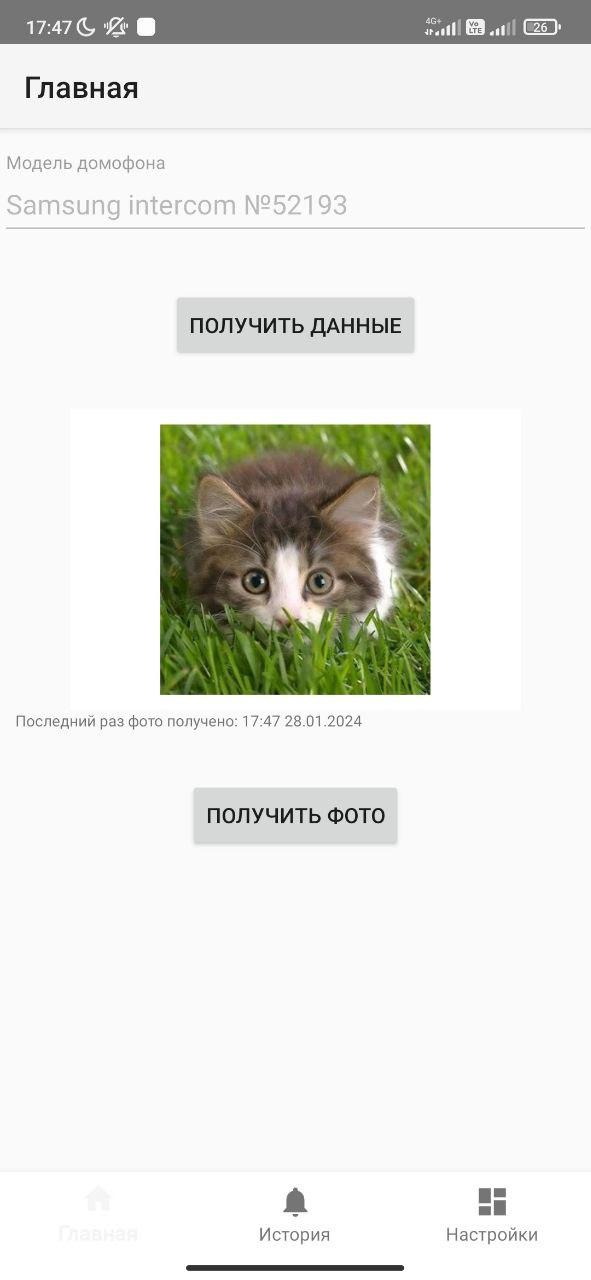 17:47 4G+ Vo LTE 26
Главная
Модель домофона
Samsung intercom №52193
ПОЛУЧИТЬ ДАННЫЕ
Последний раз фото получено: 17:47 28.01.2024
ПОЛУЧИТЬ ФОТО
Главная История Настройки